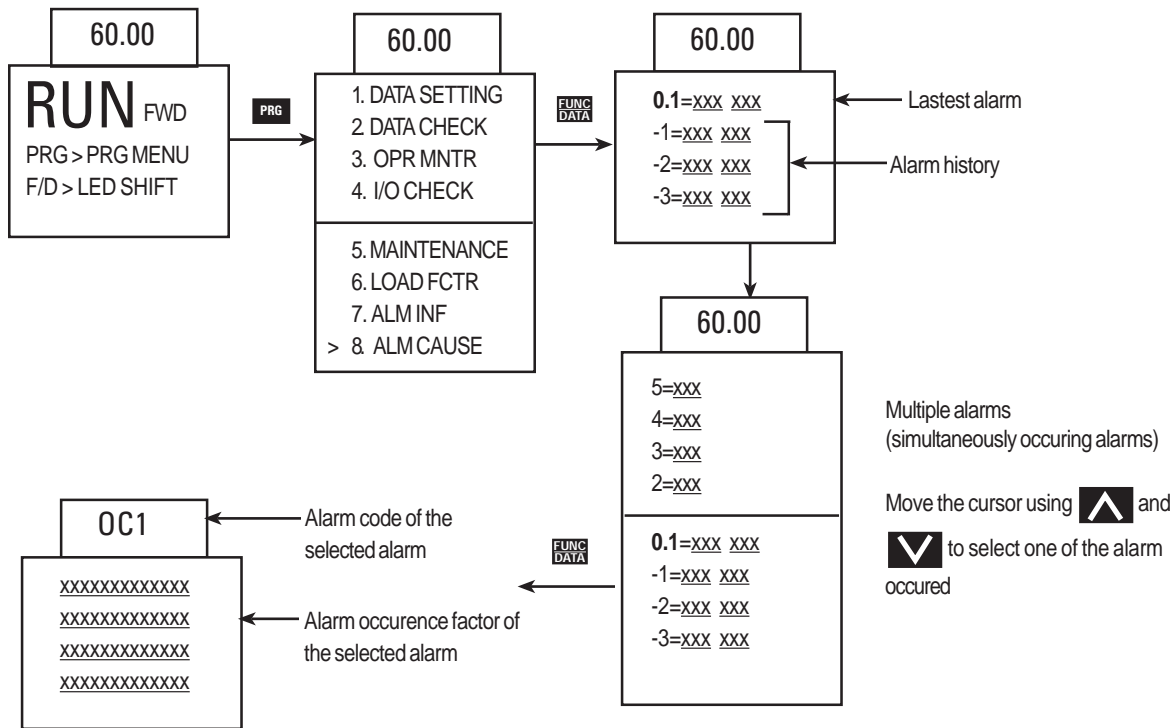 60.00
RUN FWD
PRG > PRG MENU
F/D > LED SHIFT
PRG
60.00
1. DATA SETTING
2. DATA CHECK
3. OPR MNTR
4. I/O CHECK
5. MAINTENANCE
6. LOAD FCTR
7. ALM INF
> 8. ALM CAUSE
FUNC
DATA
60.00
0.1=xxx xxx
-1=xxx xxx
-2=xxx xxx
-3=xxx xxx
Lastest alarm
Alarm history
60.00
5=xxx
4=xxx
3=xxx
2=xxx
0.1=xxx xxx
-1=xxx xxx
-2=xxx xxx
-3=xxx xxx
Multiple alarms
(simultaneously occuring alarms)
Move the cursor using and
to select one of the alarm
occured
FUNC
DATA
OC1
xxxxxxxxxxxxx
xxxxxxxxxxxxx
xxxxxxxxxxxxx
xxxxxxxxxxxxx
Alarm code of the
selected alarm
Alarm occurence factor of
the selected alarm